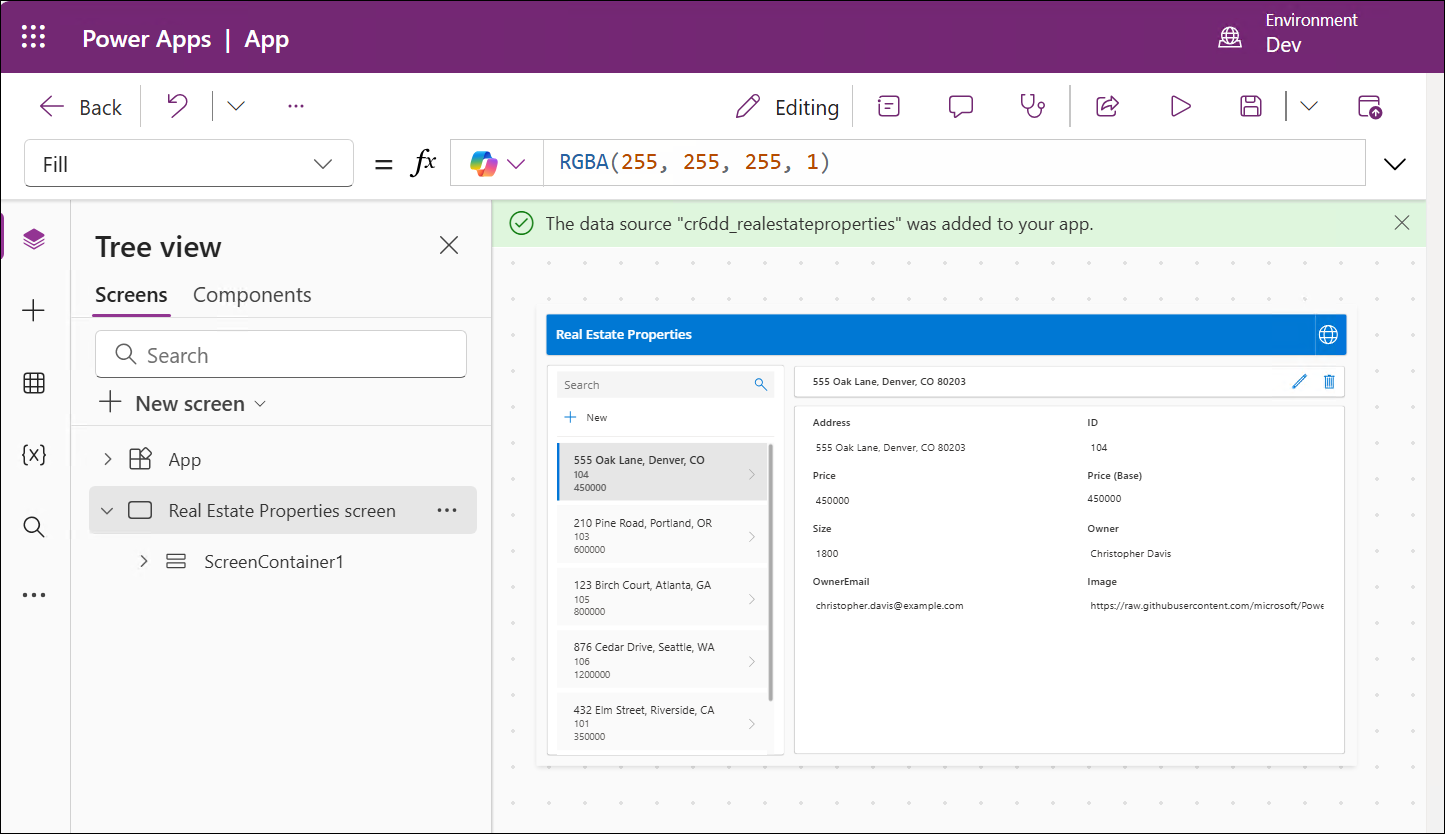 Power Apps | App
Environment
Dev
Back
Editing
Fill
= fx
RGBA(255, 255, 255, 1)
Tree view
Screens Components
Search
New screen
App
Real Estate Properties screen
ScreenContainer1
The data source "cr6dd_realestateproperties" was added to your app.
Real Estate Properties
Search
New
555 Oak Lane, Denver, CO
104
450000
210 Pine Road, Portland, OR
103
600000
123 Birch Court, Atlanta, GA
105
800000
876 Cedar Drive, Seattle, WA
106
1200000
432 Elm Street, Riverside, CA
101
350000
555 Oak Lane, Denver, CO 80203
Address ID
555 Oak Lane, Denver, CO 80203 104
Price Price (Base)
450000 450000
Size Owner
1800 Christopher Davis
OwnerEmail Image
christopher.davis@example.com https://raw.githubusercontent.com/microsoft/Powe